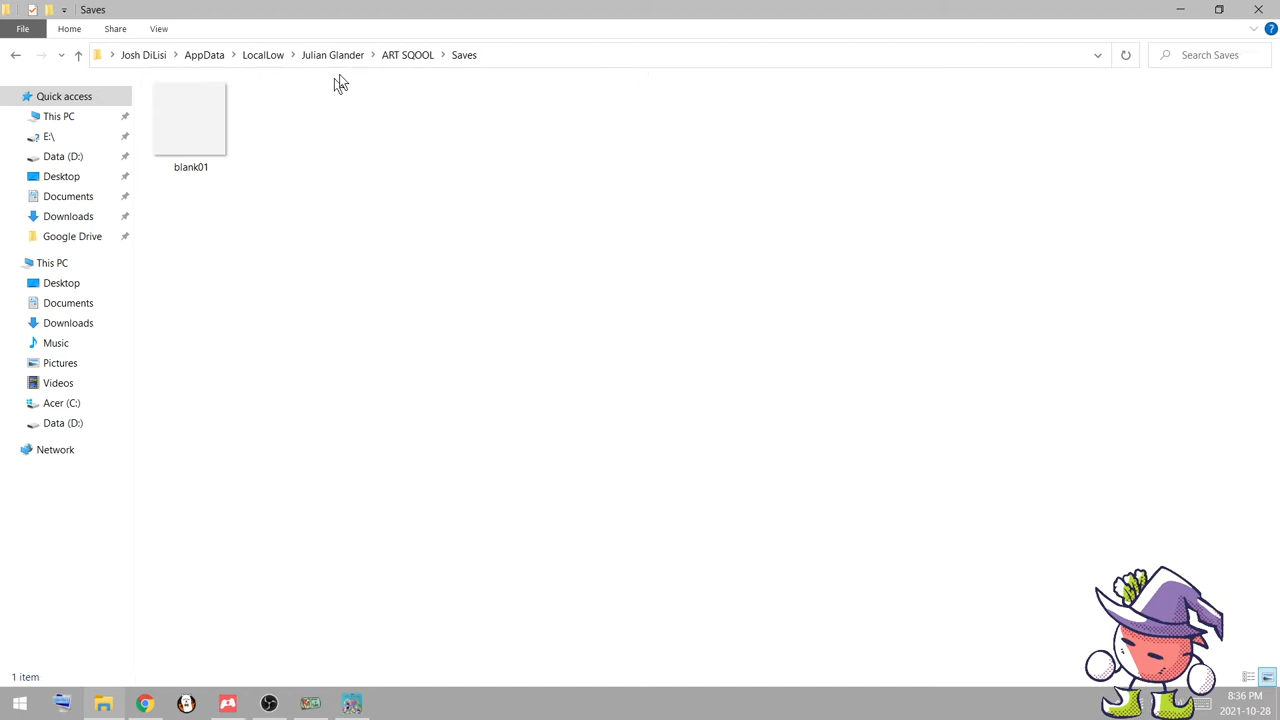 Saves
File Home Share View
Josh DiLisi AppData LocalLow Julian Glander ART SQOOL Saves
Search Saves
Quick access
This PC
E:\
Data (D:)
Desktop
Documents
Downloads
Google Drive
This PC
Desktop
Documents
Downloads
Music
Pictures
Videos
Acer (C:)
Data (D:)
Network
blank01
1 item
8:36 PM
2021-10-28